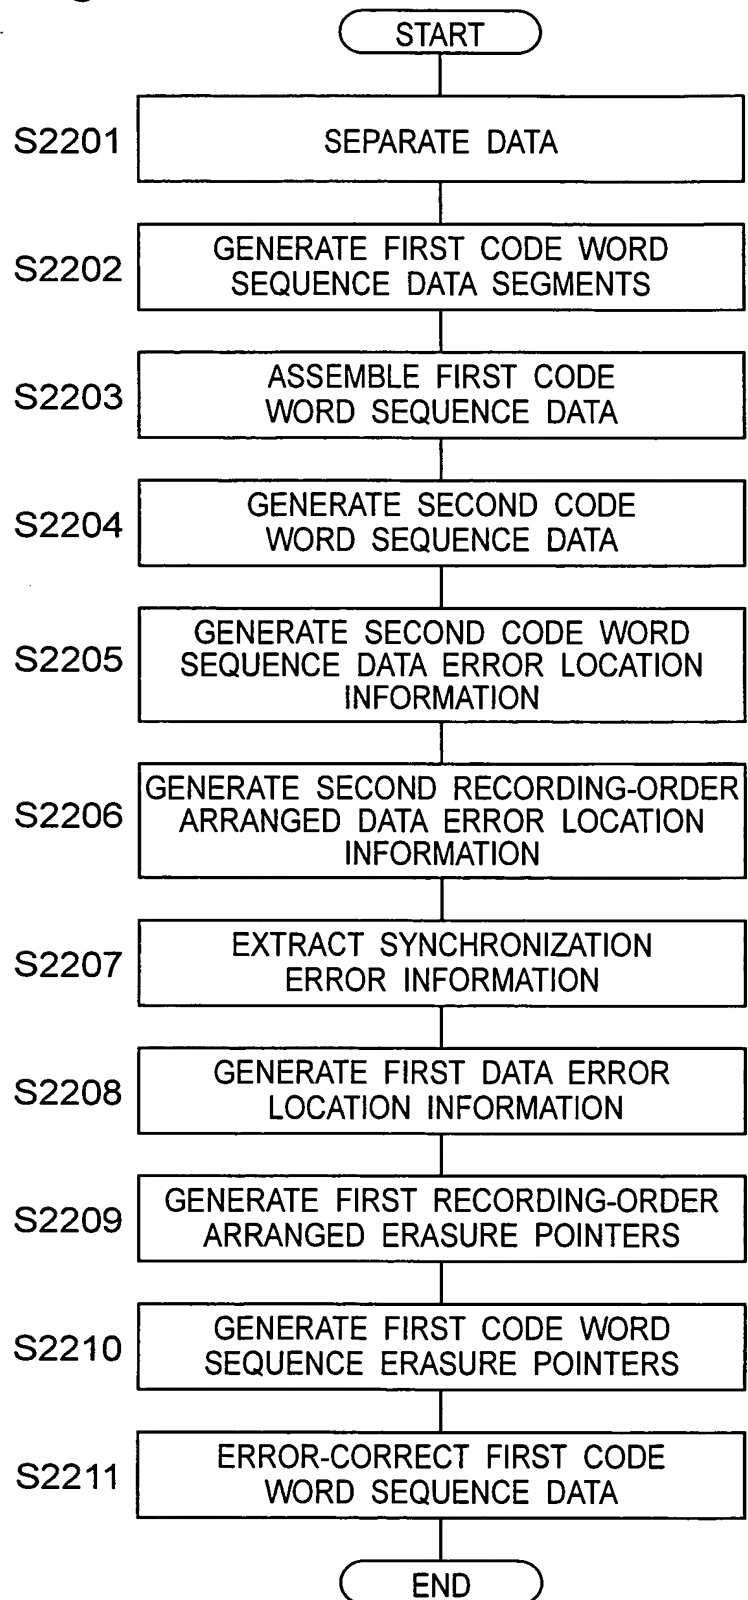 START
S2201
SEPARATE DATA
S2202
GENERATE FIRST CODE WORD
SEQUENCE DATA SEGMENTS
S2203
ASSEMBLE FIRST CODE
WORD SEQUENCE DATA
S2204
GENERATE SECOND CODE
WORD SEQUENCE DATA
S2205
GENERATE SECOND CODE WORD
SEQUENCE DATA ERROR LOCATION
INFORMATION
S2206
GENERATE SECOND RECORDING-ORDER
ARRANGED DATA ERROR LOCATION
INFORMATION
S2207
EXTRACT SYNCHRONIZATION
ERROR INFORMATION
S2208
GENERATE FIRST DATA ERROR
LOCATION INFORMATION
S2209
GENERATE FIRST RECORDING-ORDER
ARRANGED ERASURE POINTERS
S2210
GENERATE FIRST CODE WORD
SEQUENCE ERASURE POINTERS
S2211
ERROR-CORRECT FIRST CODE
WORD SEQUENCE DATA
END